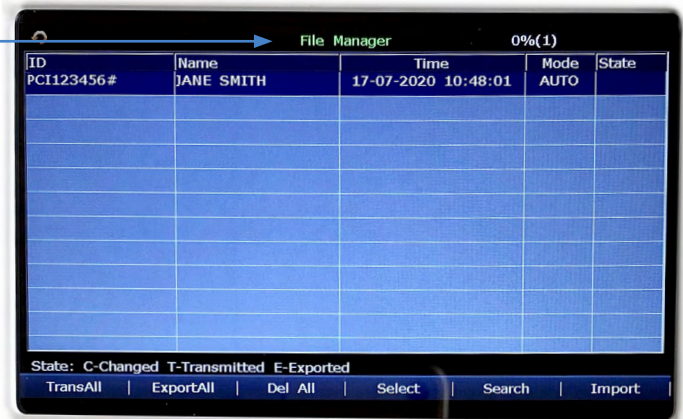 File Manager 0%(1)
ID Name Time Mode State
PCI123456# JANE SMITH 17-07-2020 10:48:01 AUTO
State: C-Changed T-Transmitted E-Exported
TransAll | ExportAll | Del All | Select | Search | Import